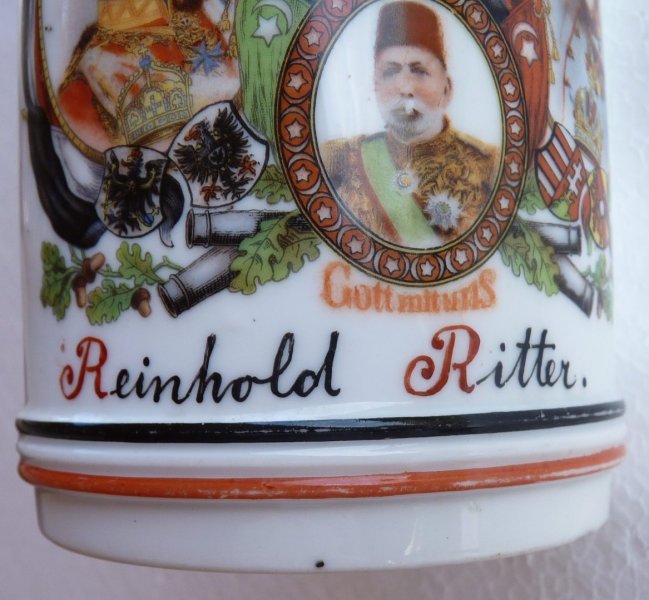 Gott mit uns
Reinhold Ritter.